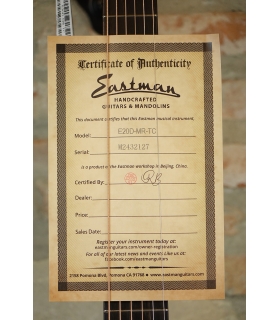 Certificate of Authenticity
Eastman
HANDCRAFTED
GUITARS & MANDOLINS
This document certifies that this Eastman musical instrument,
Model: E20D-MR-TC
Serial: M2432127
is a product of the Eastman workshop in Beijing, China.
Certified By:
Dealer:
Price:
Sales Date:
Register your instrument today at:
eastmanguitars.com/owner-registration
For all of our latest news and events like us at:
facebook.com/eastmanguitars
2158 Pomona Blvd, Pomona CA 91768 • www.eastmanguitars.com